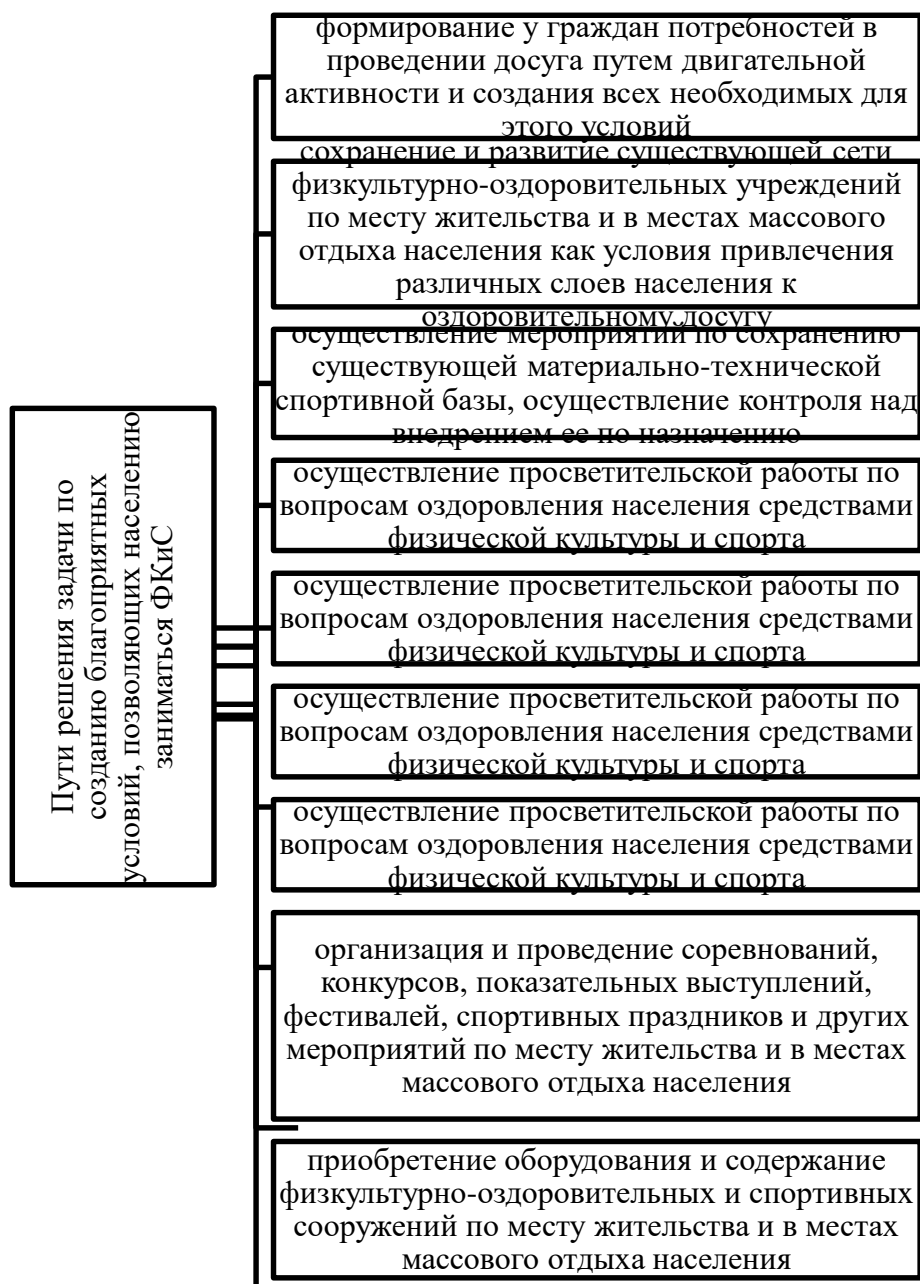 Пути решения задачи по
созданию благоприятных
условий, позволяющих населению
заниматься ФКиС
формирование у граждан потребностей в
проведении досуга путем двигательной
активности и создания всех необходимых для
этого условий
сохранение и развитие существующей сети
физкультурно-оздоровительных учреждений
по месту жительства и в местах массового
отдыха населения как условия привлечения
различных слоев населения к
оздоровительному досугу
осуществление мероприятий по сохранению
существующей материально-технической
спортивной базы, осуществление контроля над
внедрением ее по назначению
осуществление просветительской работы по
вопросам оздоровления населения средствами
физической культуры и спорта
осуществление просветительской работы по
вопросам оздоровления населения средствами
физической культуры и спорта
осуществление просветительской работы по
вопросам оздоровления населения средствами
физической культуры и спорта
осуществление просветительской работы по
вопросам оздоровления населения средствами
физической культуры и спорта
организация и проведение соревнований,
конкурсов, показательных выступлений,
фестивалей, спортивных праздников и других
мероприятий по месту жительства и в местах
массового отдыха населения
приобретение оборудования и содержание
физкультурно-оздоровительных и спортивных
сооружений по месту жительства и в местах
массового отдыха населения